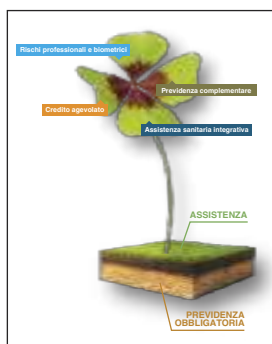 Rischi professionali e biometrici
Previdenza complementare
Credito agevolato
Assistenza sanitaria integrativa
ASSISTENZA
PREVIDENZA
OBBLIGATORIA